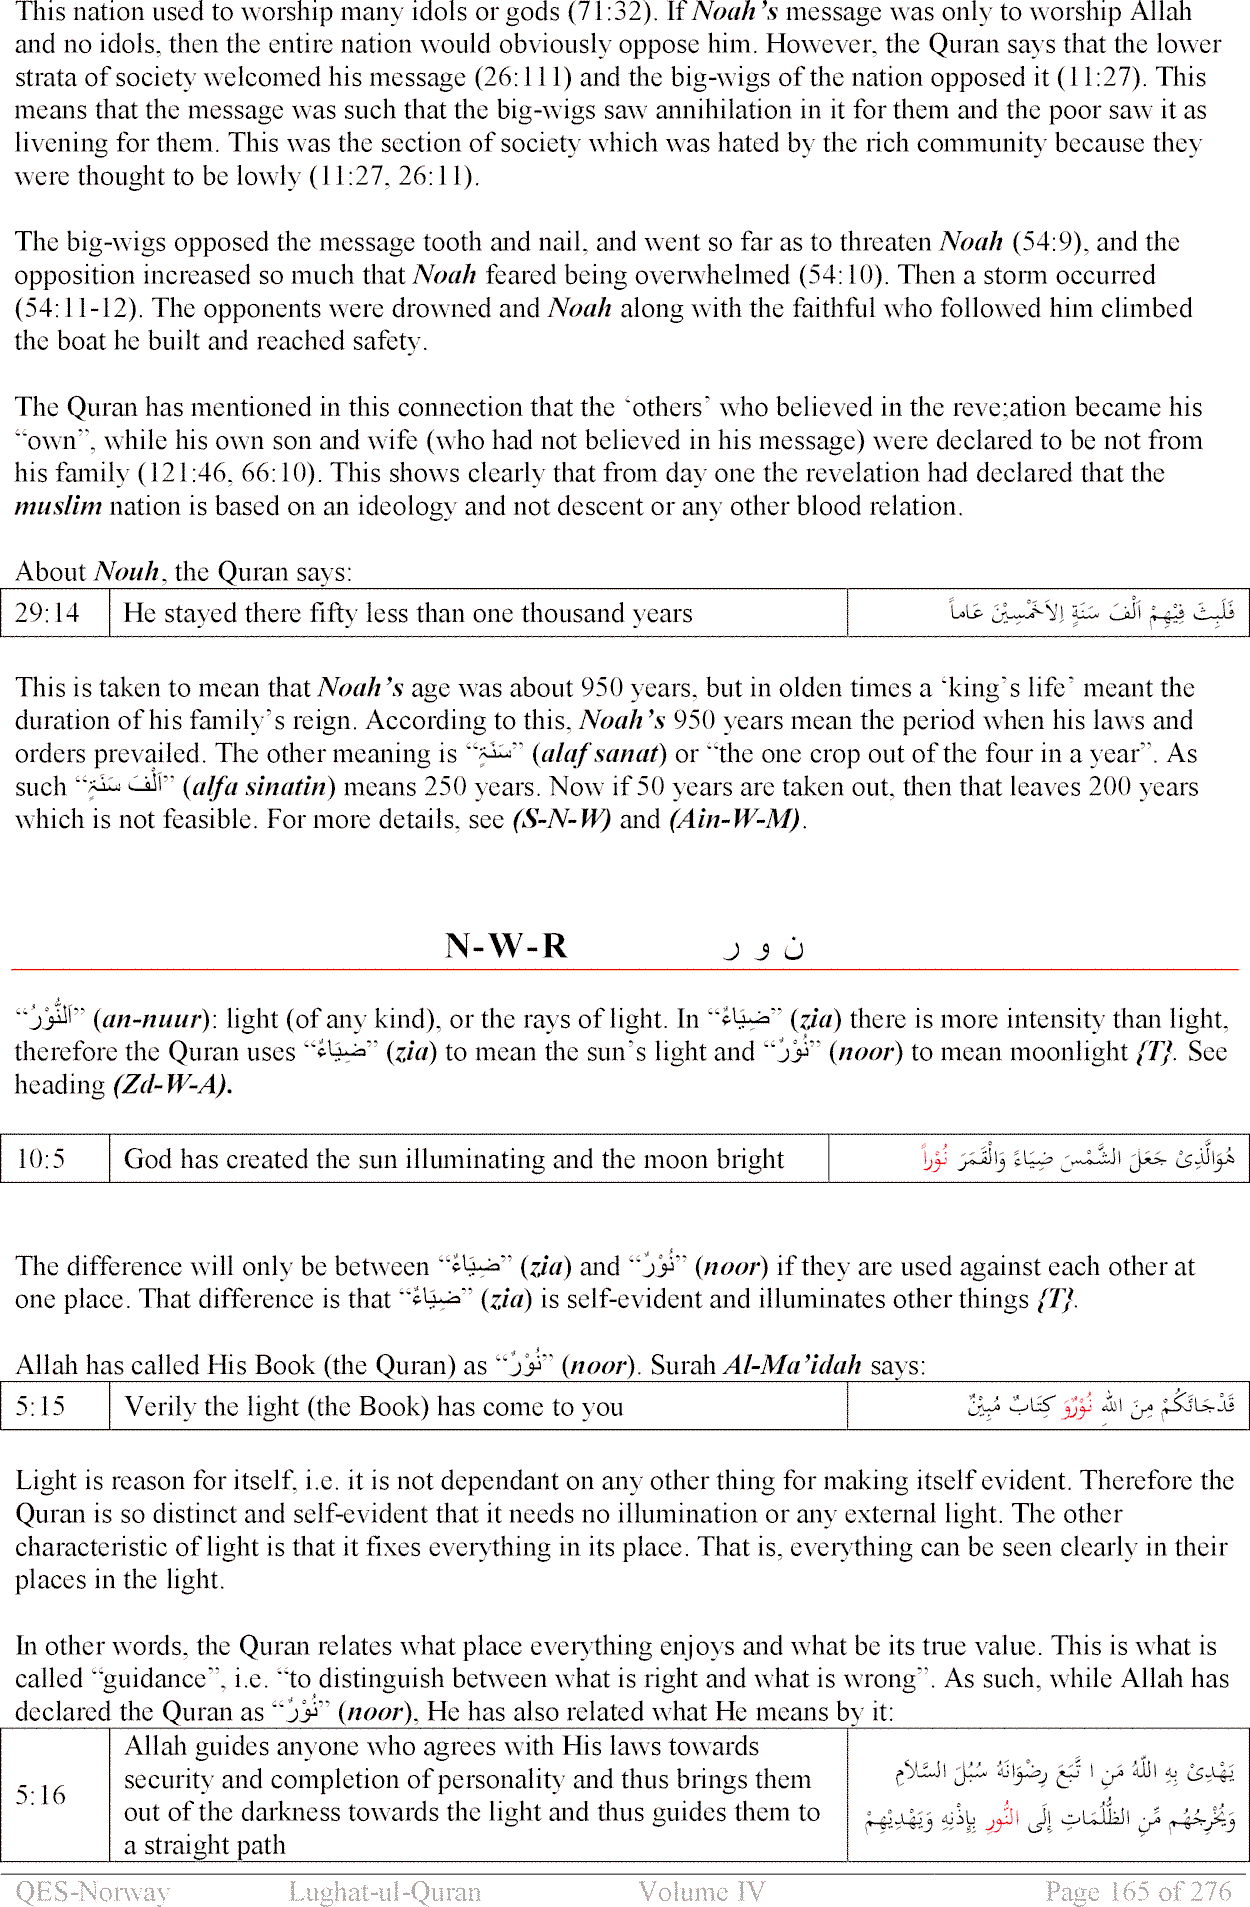 This nation used to worship many idols or gods (71:32). If Noah’s message was only to worship Allah
and no idols, then the entire nation would obviously oppose him. However, the Quran says that the lower
strata of society welcomed his message (26:111) and the big-wigs of the nation opposed it (11:27). This
means that the message was such that the big-wigs saw annihilation in it for them and the poor saw it as
livening for them. This was the section of society which was hated by the rich community because they
were thought to be lowly (11:27, 26:11).
The big-wigs opposed the message tooth and nail, and went so far as to threaten Noah (54:9), and the
opposition increased so much that Noah feared being overwhelmed (54:10). Then a storm occurred
(54:11-12). The opponents were drowned and Noah along with the faithful who followed him climbed
the boat he built and reached safety.
The Quran has mentioned in this connection that the ‘others’ who believed in the reve;ation became his
“own”, while his own son and wife (who had not believed in his message) were declared to be not from
his family (121:46, 66:10). This shows clearly that from day one the revelation had declared that the
muslim nation is based on an ideology and not descent or any other blood relation.
About Nouh, the Quran says:
29:14 He stayed there fifty less than one thousand years فَلَبِثَ فِيْهِمْ اَلْفَ سَنَةٍ اِلاَخَمْسِيْنَ عَاماً
This is taken to mean that Noah’s age was about 950 years, but in olden times a ‘king’s life’ meant the
duration of his family’s reign. According to this, Noah’s 950 years mean the period when his laws and
orders prevailed. The other meaning is “سَنَةٍ” (alaf sanat) or “the one crop out of the four in a year”. As
such “اَلْفَ سَنَةٍ” (alfa sinatin) means 250 years. Now if 50 years are taken out, then that leaves 200 years
which is not feasible. For more details, see (S-N-W) and (Ain-W-M).
N-W-R ن و ر
“اَلنُّوْرُ” (an-nuur): light (of any kind), or the rays of light. In “ضِيَاءٌ” (zia) there is more intensity than light,
therefore the Quran uses “ضِيَاءٌ” (zia) to mean the sun’s light and “نُوْرٌ” (noor) to mean moonlight {T}. See
heading (Zd-W-A).
10:5 God has created the sun illuminating and the moon bright هُوَالَّذِىْ جَعَلَ الشَّمْسَ ضِيَاءً وَالْقَمَرَ نُوْراً
The difference will only be between “ضِيَاءٌ” (zia) and “نُوْرٌ” (noor) if they are used against each other at
one place. That difference is that “ضِيَاءٌ” (zia) is self-evident and illuminates other things {T}.
Allah has called His Book (the Quran) as “نُوْرٌ” (noor). Surah Al-Ma’idah says:
5:15 Verily the light (the Book) has come to you قَدْجَائَكُمْ مِنَ اللهِ نُوْرٌوَ كِتَابٌ مُبِيْنٌ
Light is reason for itself, i.e. it is not dependant on any other thing for making itself evident. Therefore the
Quran is so distinct and self-evident that it needs no illumination or any external light. The other
characteristic of light is that it fixes everything in its place. That is, everything can be seen clearly in their
places in the light.
In other words, the Quran relates what place everything enjoys and what be its true value. This is what is
called “guidance”, i.e. “to distinguish between what is right and what is wrong”. As such, while Allah has
declared the Quran as “نُوْرٌ” (noor), He has also related what He means by it:
5:16 Allah guides anyone who agrees with His laws towards
security and completion of personality and thus brings them
out of the darkness towards the light and thus guides them to
a straight path
يَهْدِىْ بِهِ اللّهُ مَنِ ا تَّبَعَ رِضْوَانَهُ سُبُلَ السَّلاَمِ
وَيُخْرِجُهُم مِّنِ الظُّلُمَاتِ إِلَى النُّورِ بِإِذْنِهِ وَيَهْدِيْهِمْ
QES-Norway Lughat-ul-Quran Volume IV Page 165 of 276